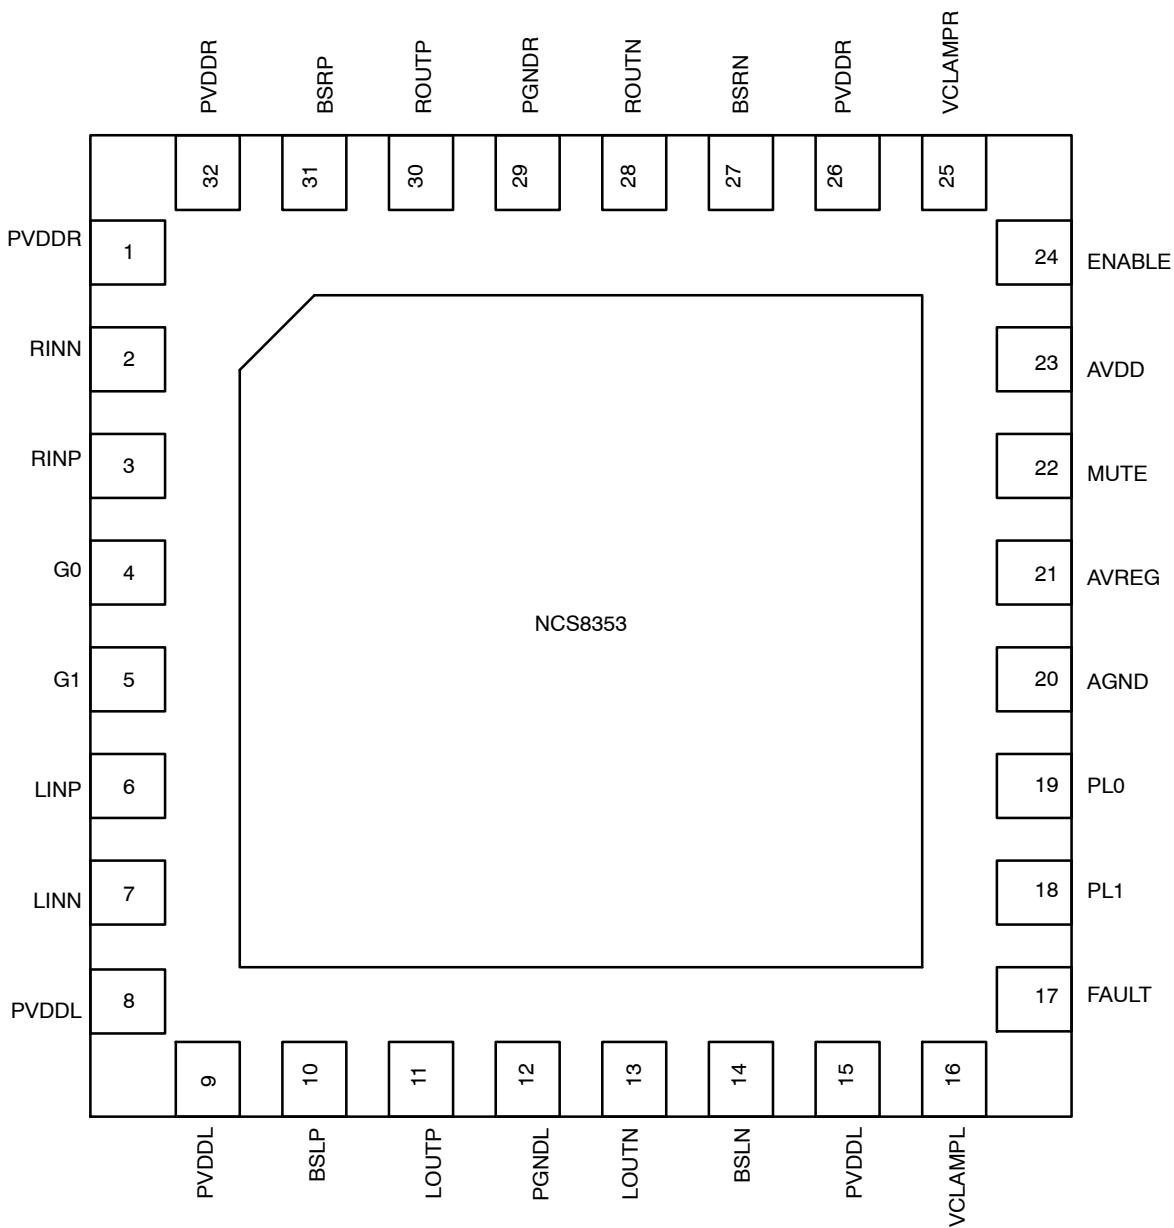 PVDDR
BSRP
ROUTP
PGNDR
ROUTN
BSRN
PVDDR
VCLAMPR
32
31
30
29
28
27
26
25
PVDDR 1
24 ENABLE
RINN 2
23 AVDD
RINP 3
22 MUTE
G0 4
21 AVREG
NCS8353
G1 5
20 AGND
LINP 6
19 PL0
LINN 7
18 PL1
PVDDL 8
17 FAULT
9
10
11
12
13
14
15
16
PVDDL
BSLP
LOUTP
PGNDL
LOUTN
BSLN
PVDDL
VCLAMPL